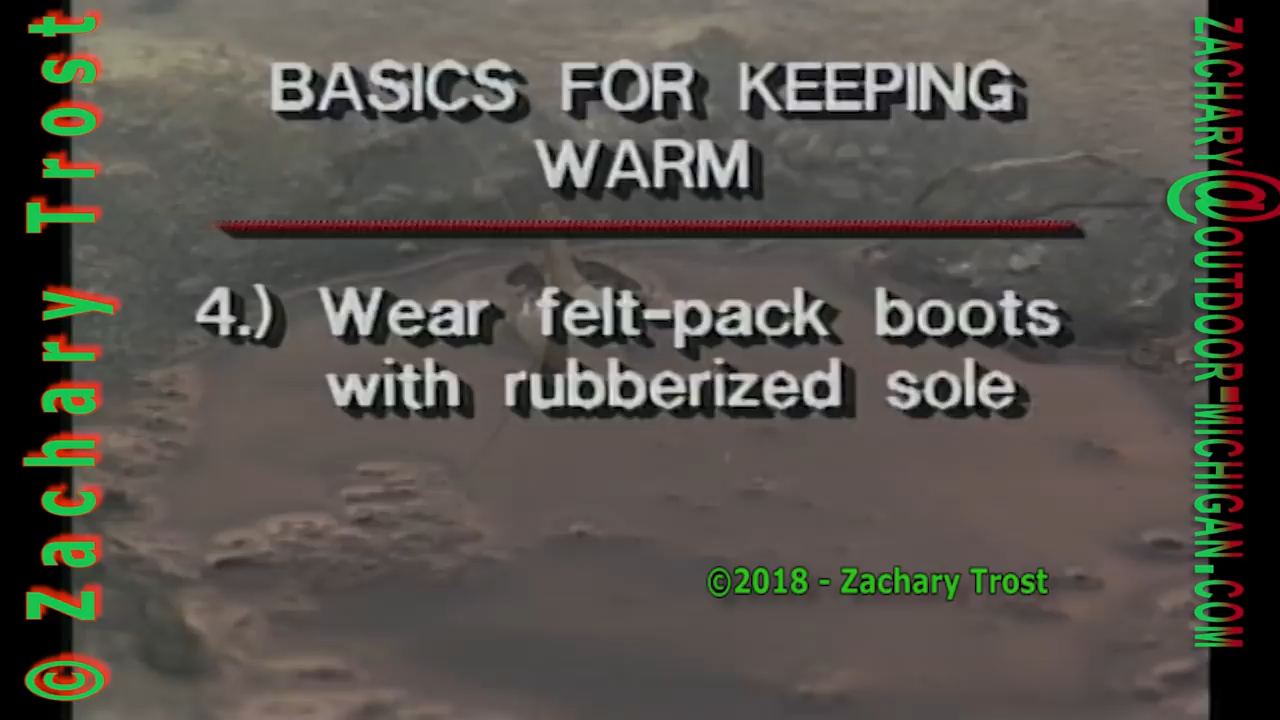 © Zachary Trost
BASICS FOR KEEPING
WARM
4.) Wear felt-pack boots
with rubberized sole
©2018 - Zachary Trost
ZACHARY@OUTDOOR-MICHIGAN.COM